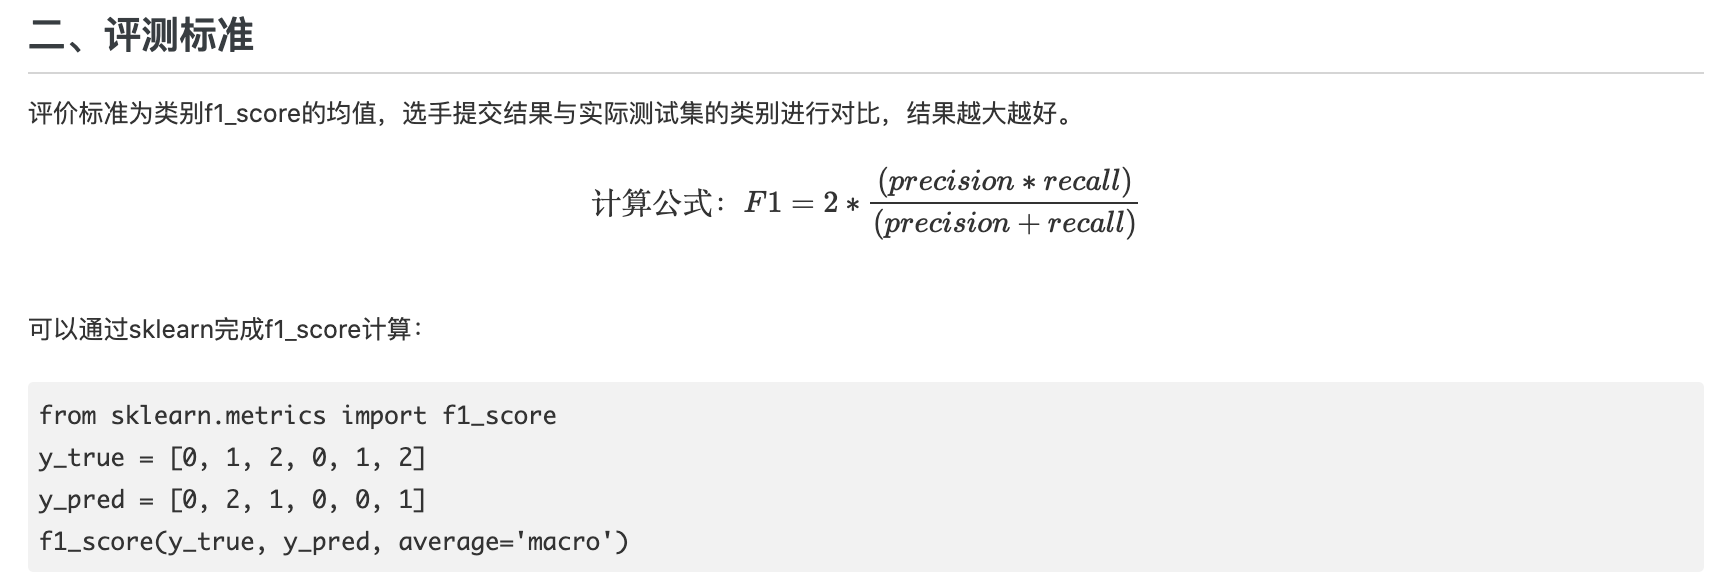 二、评测标准
评价标准为类别f1_score的均值，选手提交结果与实际测试集的类别进行对比，结果越大越好。
计算公式：F1 = 2 * (precision * recall) / (precision + recall)
可以通过sklearn完成f1_score计算：
from sklearn.metrics import f1_score
y_true = [0, 1, 2, 0, 1, 2]
y_pred = [0, 2, 1, 0, 0, 1]
f1_score(y_true, y_pred, average='macro')